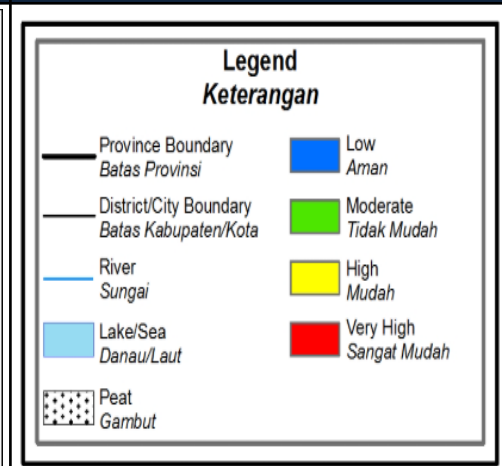 Legend
Keterangan
Province Boundary
Batas Provinsi
District/City Boundary
Batas Kabupaten/Kota
River
Sungai
Lake/Sea
Danau/Laut
Peat
Gambut
Low
Aman
Moderate
Tidak Mudah
High
Mudah
Very High
Sangat Mudah